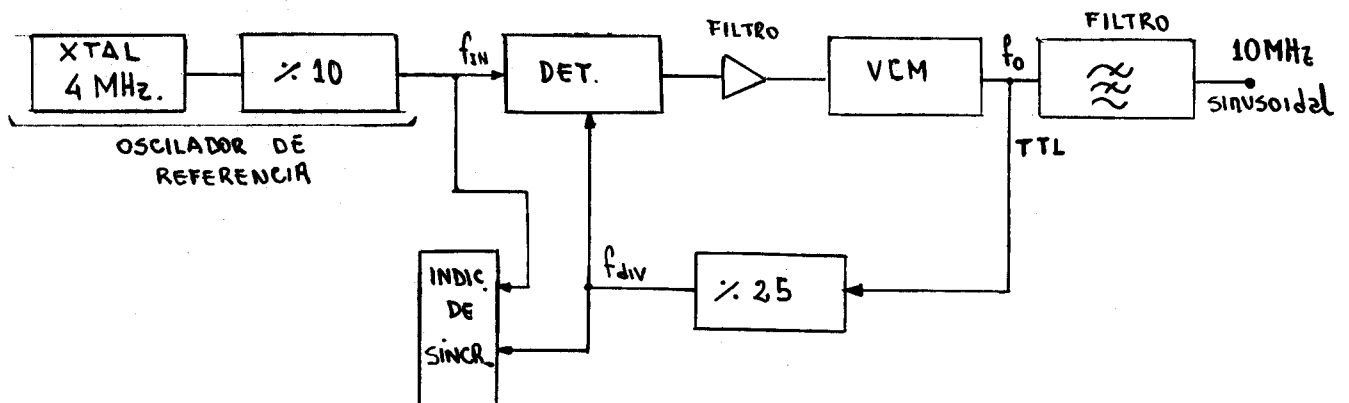 XTAL
4 MHz.
% 10
OSCILADOR DE
REFERENCIA
fIN
DET.
FILTRO
VCM
fo
TTL
FILTRO
10MHz
sinusoidal
INDIC.
DE
SINCR.
fdiv
% 25